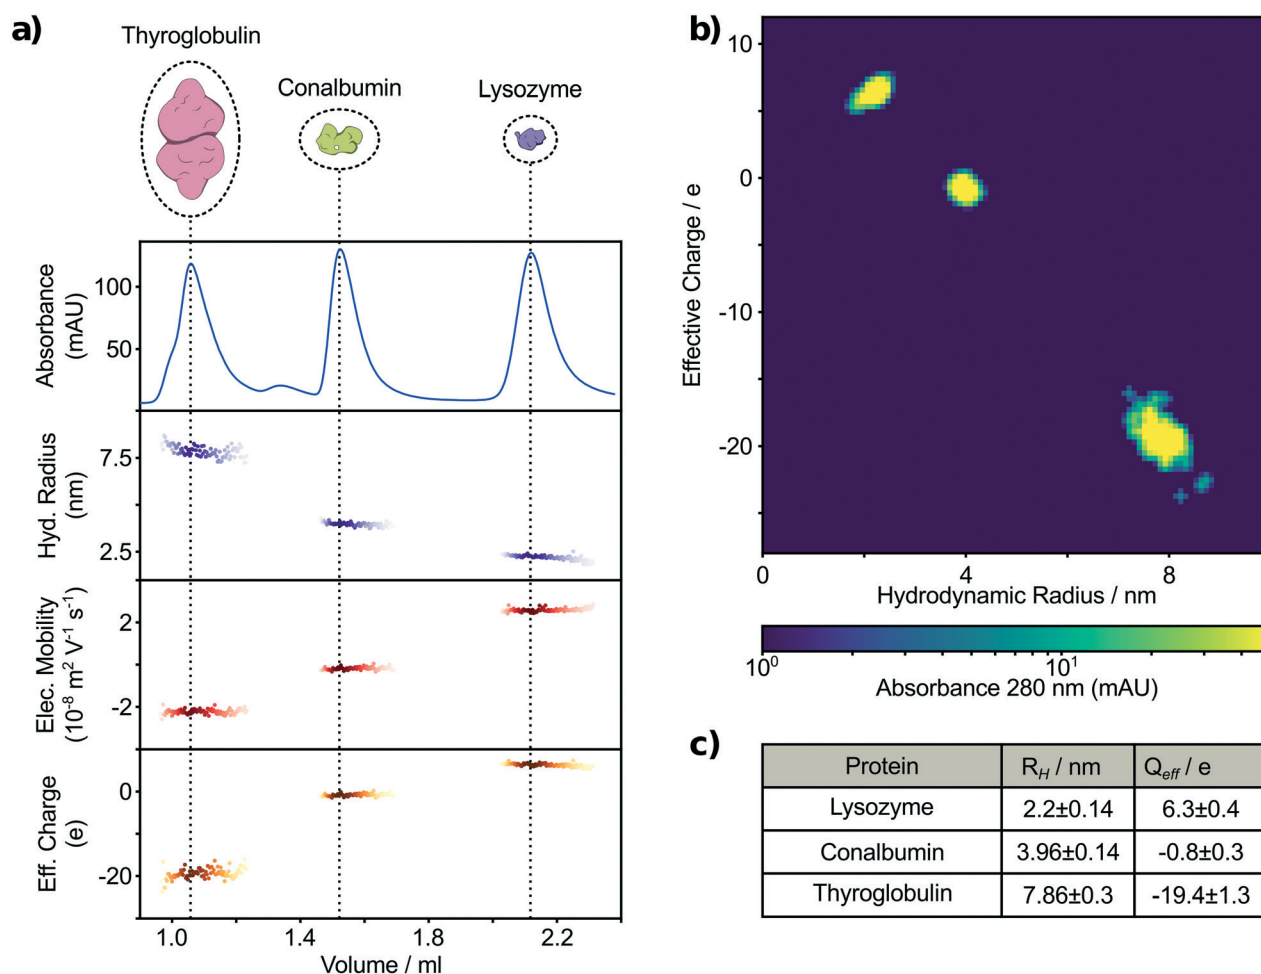 a)
Thyroglobulin
Conalbumin
Lysozyme
Absorbance
(mAU)
100
50
Hyd. Radius
(nm)
7.5
2.5
Elec. Mobility
(10⁻⁸ m² V⁻¹ s⁻¹)
2
-2
Eff. Charge
(e)
0
-20
1.0
1.4
1.8
2.2
Volume / ml
b)
Effective Charge / e
10
0
-10
-20
0
4
8
Hydrodynamic Radius / nm
10⁰
10¹
Absorbance 280 nm (mAU)
c)
Protein R_H / nm Q_eff / e
Lysozyme 2.2±0.14 6.3±0.4
Conalbumin 3.96±0.14 -0.8±0.3
Thyroglobulin 7.86±0.3 -19.4±1.3